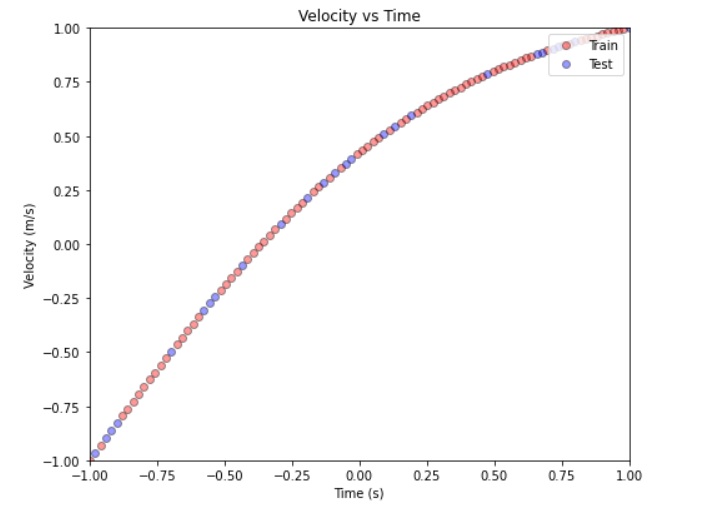 Velocity vs Time
1.00
0.75
0.50
0.25
0.00
−0.25
−0.50
−0.75
−1.00
Velocity (m/s)
Train
Test
−1.00 −0.75 −0.50 −0.25 0.00 0.25 0.50 0.75 1.00
Time (s)